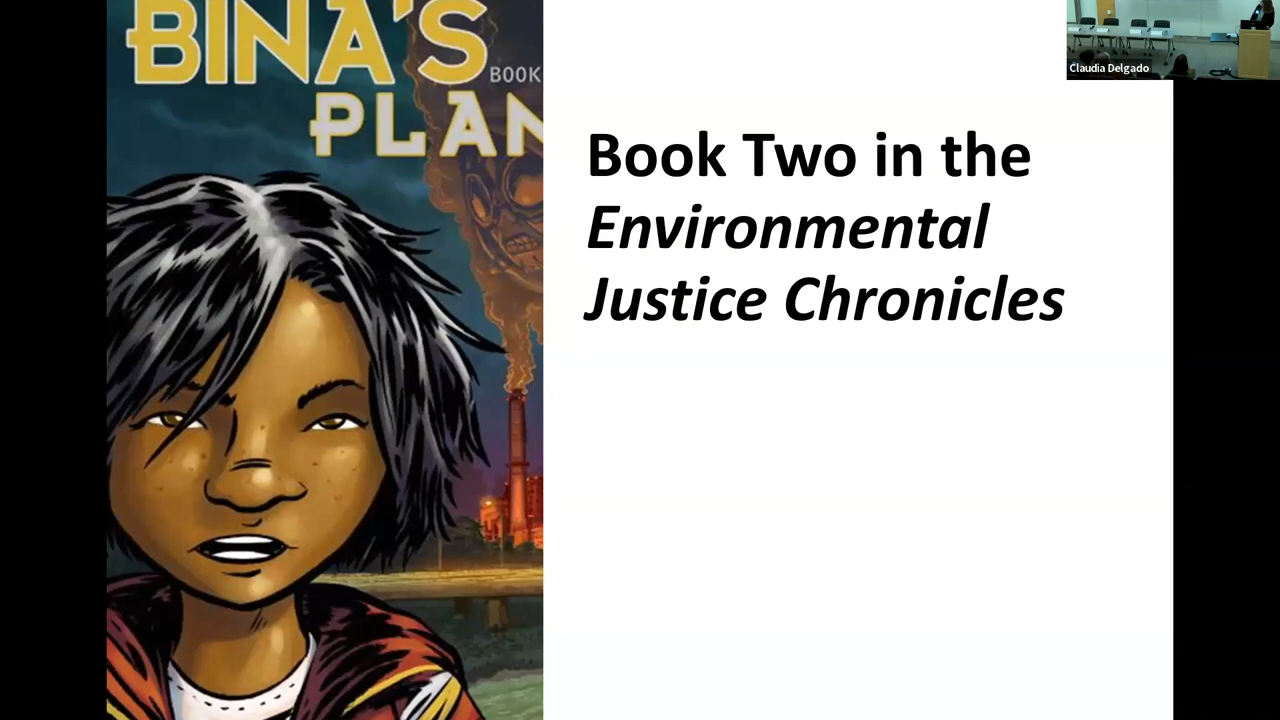 BINA'S
BOOK
PLAN
Book Two in the
Environmental
Justice Chronicles
Claudia Delgado